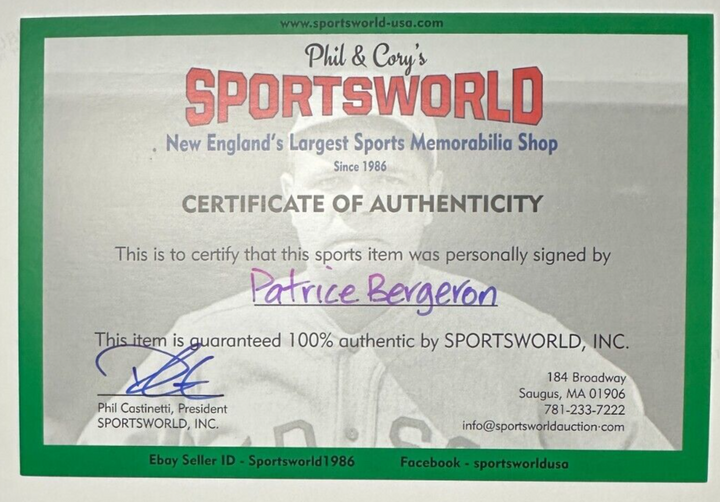 www.sportsworld-usa.com
Phil & Cory's
SPORTSWORLD
New England's Largest Sports Memorabilia Shop
Since 1986
CERTIFICATE OF AUTHENTICITY
This is to certify that this sports item was personally signed by
Patrice Bergeron
This item is guaranteed 100% authentic by SPORTSWORLD, INC.
Phil Castinetti, President
SPORTSWORLD, INC.
184 Broadway
Saugus, MA 01906
781-233-7222
info@sportsworldauction.com
Ebay Seller ID - Sportsworld1986 Facebook - sportsworldusa